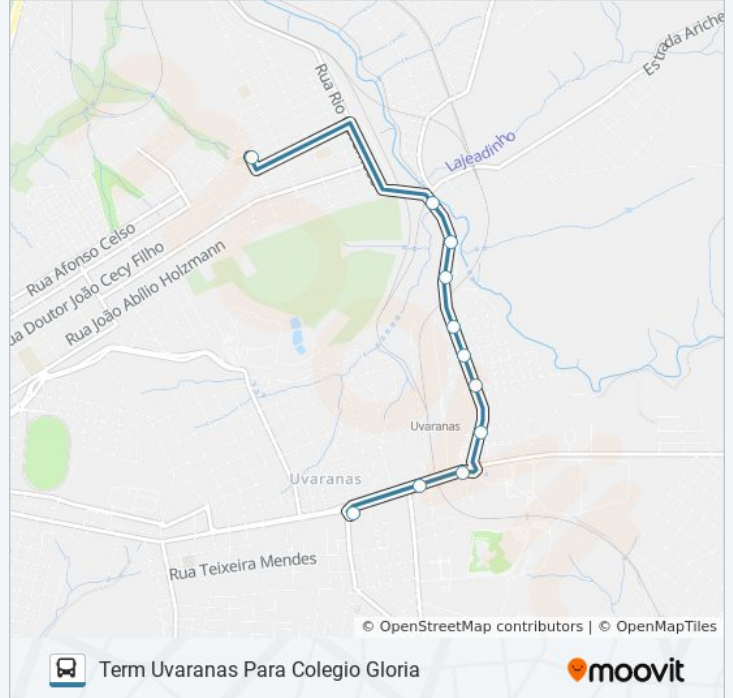 Estrada Ariche
Rua Rio
Lajeadinho
Rua Afonso Celso
ua Doutor João Cecy Filho
Rua João Abílio Holzmann
Uvaranas
Uvaranas
Rua Teixeira Mendes
© OpenStreetMap contributors | © OpenMapTiles
Term Uvaranas Para Colegio Gloria
moovit